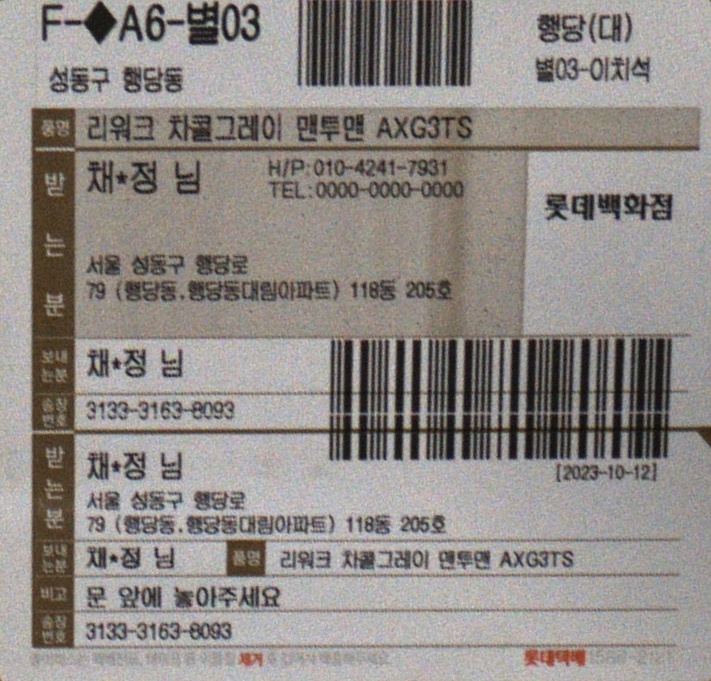 F-◆A6-별03
행당(대)
성동구 행당동
별03-이치석
품명 리워크 차콜그레이 맨투맨 AXG3TS
받는분 채*정 님 H/P:010-4241-7931
TEL:0000-0000-0000
롯데백화점
서울 성동구 행당로
79 (행당동,행당동대림아파트) 118동 205호
보내는분 채*정 님
송장번호 3133-3163-8093
[2023-10-12]
받는분 채*정 님
서울 성동구 행당로
79 (행당동,행당동대림아파트) 118동 205호
보내는분 채*정 님 품명 리워크 차콜그레이 맨투맨 AXG3TS
비고 문 앞에 놓아주세요
송장번호 3133-3163-8093
제거 롯데택배